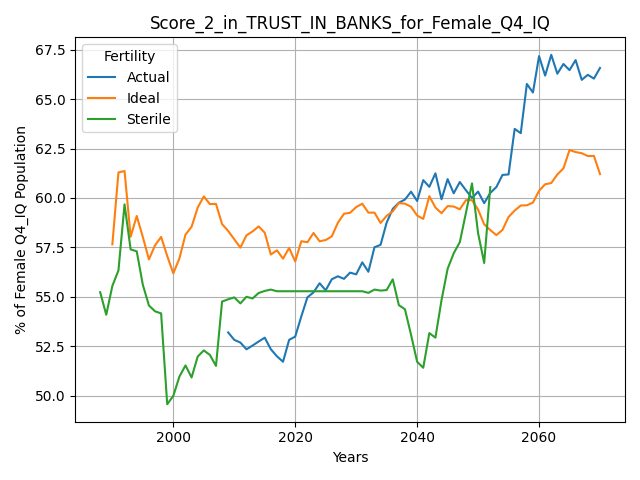 Score_2_in_TRUST_IN_BANKS_for_Female_Q4_IQ
% of Female Q4_IQ Population
67.5
65.0
62.5
60.0
57.5
55.0
52.5
50.0
Fertility
Actual
Ideal
Sterile
2000
2020
2040
2060
Years